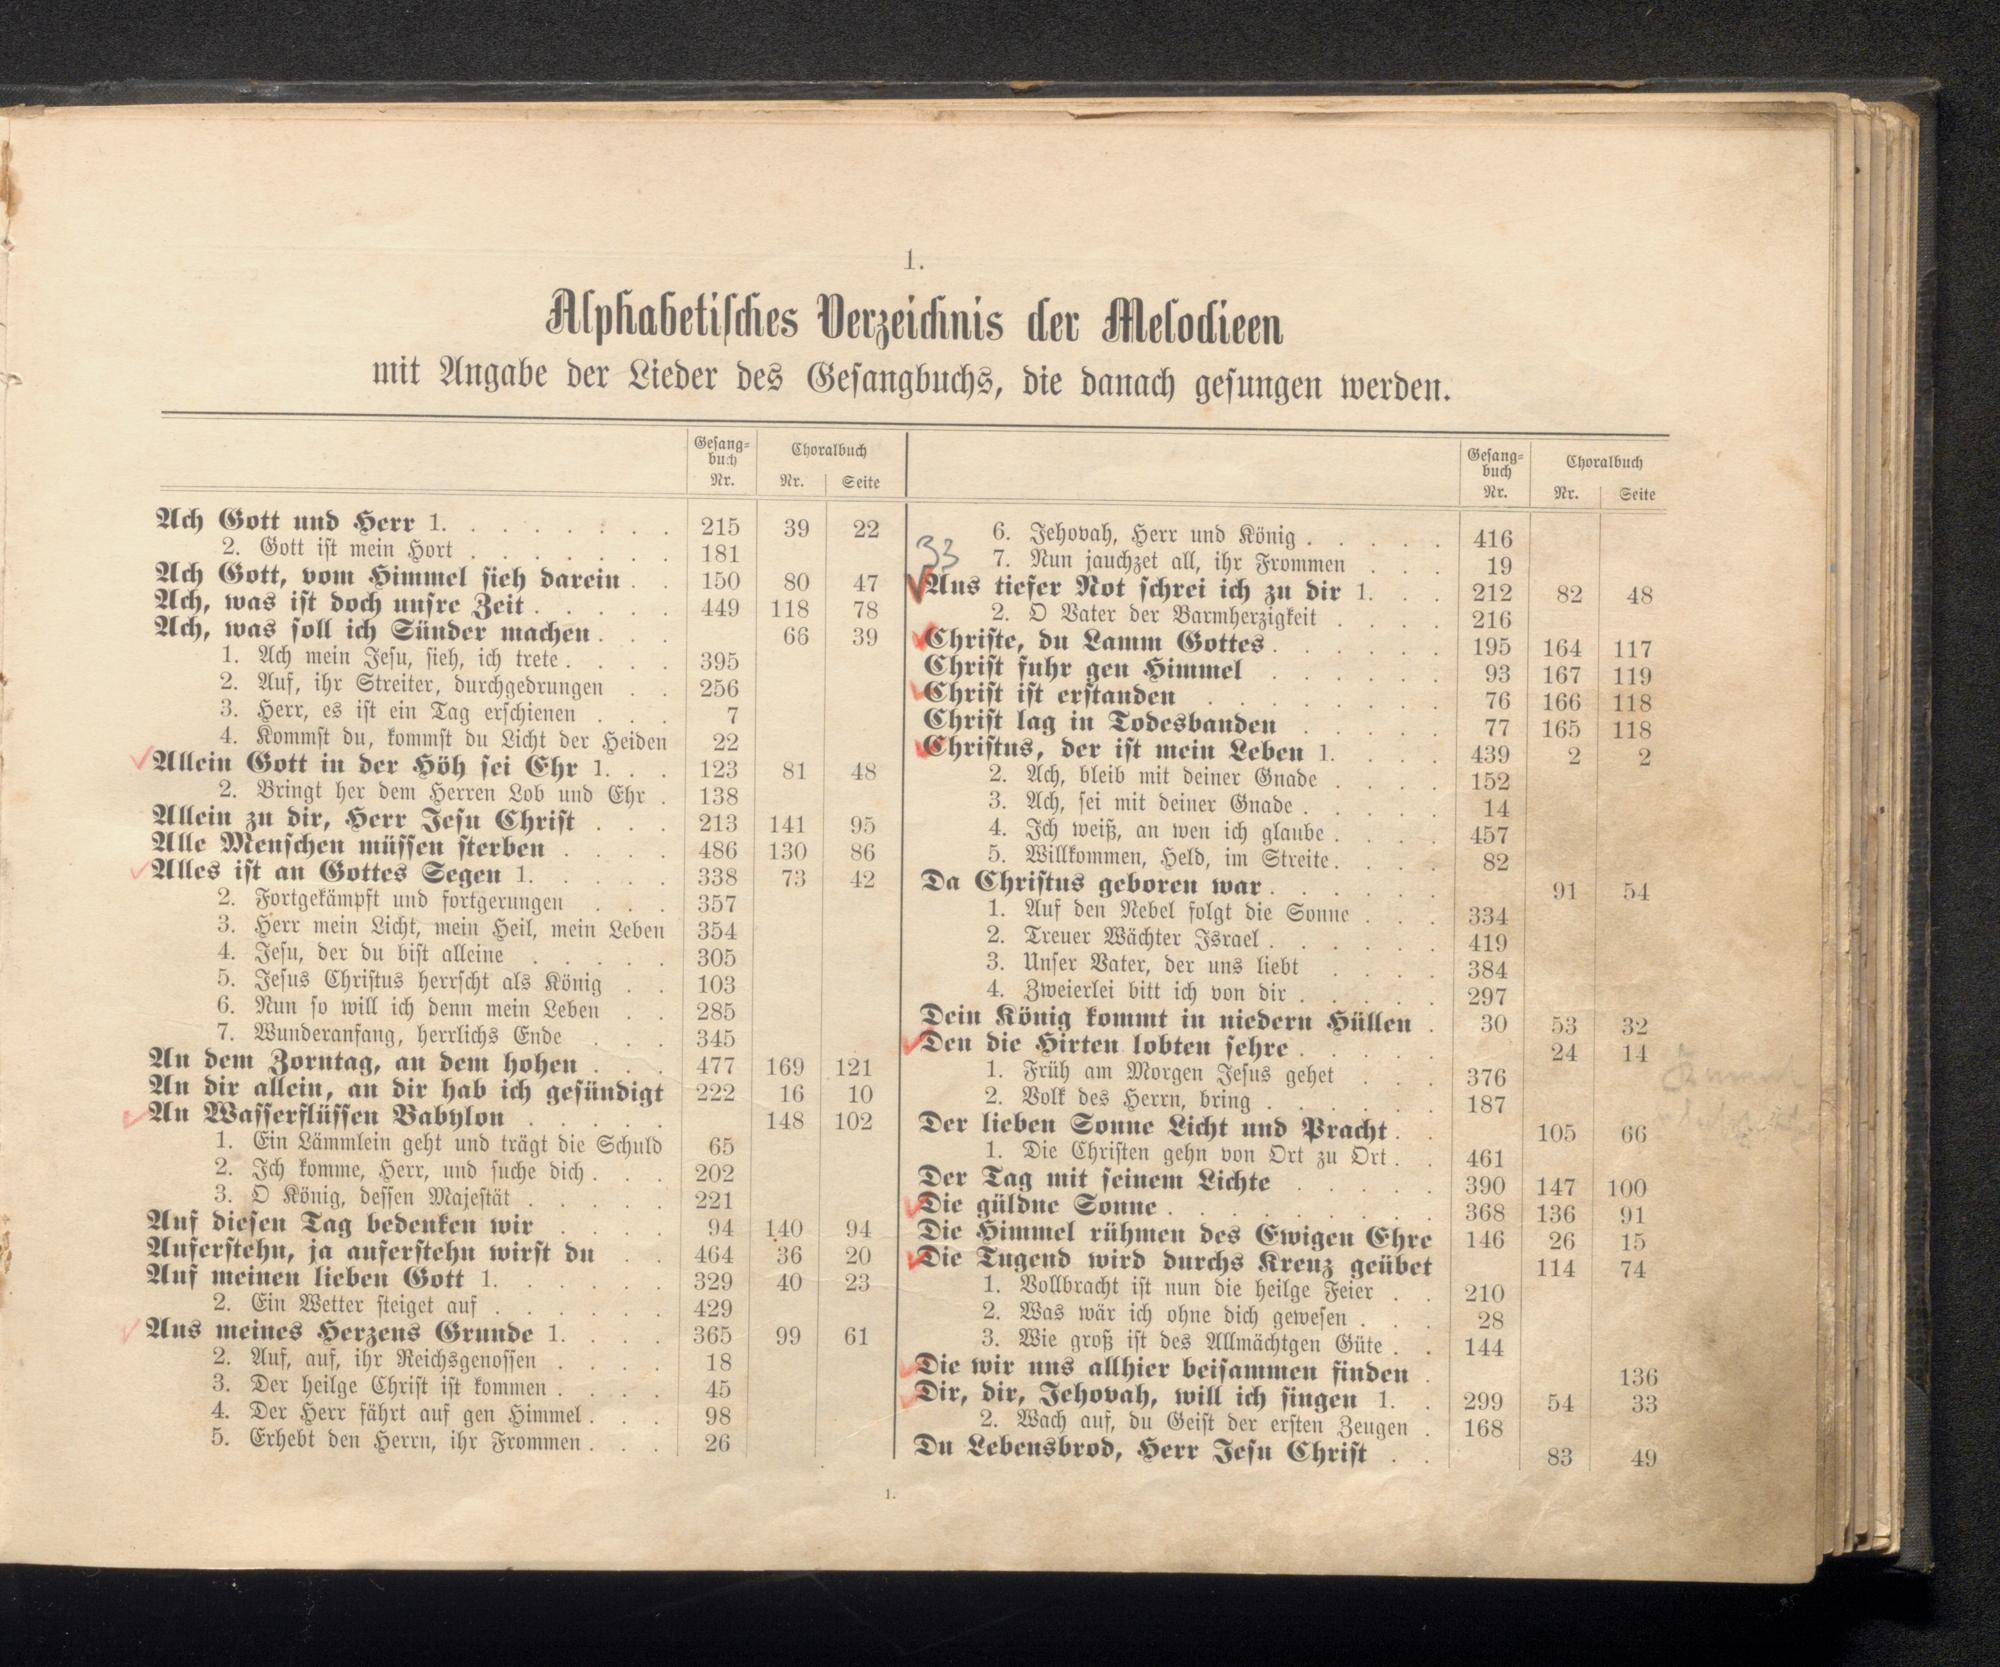 1.
Alphabetisches Verzeichnis der Melodieen
mit Angabe der Lieder des Gesangbuchs, die danach gesungen werden.
Gesang-
buch
Nr.
Choralbuch
Nr. Seite
Ach Gott und Herr 1. 215 39 22
2. Gott ist mein Hort 181
Ach Gott, vom Himmel sieh darein 150 80 47
Ach, was ist doch unsre Zeit 449 118 78
Ach, was soll ich Sünder machen 66 39
1. Ach mein Jesu, sieh, ich trete 395
2. Auf, ihr Streiter, durchgedrungen 256
3. Herr, es ist ein Tag erschienen 7
4. Kommst du, kommst du Licht der Heiden 22
Allein Gott in der Höh sei Ehr 1. 123 81 48
2. Bringt her dem Herren Lob und Ehr 138
Allein zu dir, Herr Jesu Christ 213 141 95
Alle Menschen müssen sterben 486 130 86
Alles ist an Gottes Segen 1. 338 73 42
2. Fortgekämpft und fortgerungen 357
3. Herr mein Licht, mein Heil, mein Leben 354
4. Jesu, der du bist alleine 305
5. Jesus Christus herrscht als König 103
6. Nun so will ich denn mein Leben 285
7. Wunderanfang, herrlichs Ende 345
An dem Zorntag, an dem hohen 477 169 121
An dir allein, an dir hab ich gesündigt 222 16 10
An Wasserflüssen Babylon 148 102
1. Ein Lämmlein geht und trägt die Schuld 65
2. Ich komme, Herr, und suche dich 202
3. O König, dessen Majestät 221
Auf diesen Tag bedenken wir 94 140 94
Auferstehn, ja auferstehn wirst du 464 36 20
Auf meinen lieben Gott 1. 329 40 23
2. Ein Wetter steiget auf 429
Aus meines Herzens Grunde 1. 365 99 61
2. Auf, auf, ihr Reichsgenossen 18
3. Der heilge Christ ist kommen 45
4. Der Herr fährt auf gen Himmel 98
5. Erhebt den Herrn, ihr Frommen 26
Gesang-
buch
Nr.
Choralbuch
Nr. Seite
6. Jehovah, Herr und König 416
33
7. Nun jauchzet all, ihr Frommen 19
Aus tiefer Not schrei ich zu dir 1. 212 82 48
2. O Vater der Barmherzigkeit 216
Christe, du Lamm Gottes 195 164 117
Christ fuhr gen Himmel 93 167 119
Christ ist erstanden 76 166 118
Christ lag in Todesbanden 77 165 118
Christus, der ist mein Leben 1. 439 2 2
2. Ach, bleib mit deiner Gnade 152
3. Ach, sei mit deiner Gnade 14
4. Ich weiß, an wen ich glaube 457
5. Willkommen, Held, im Streite 82
Da Christus geboren war 91 54
1. Auf den Nebel folgt die Sonne 334
2. Treuer Wächter Israel 419
3. Unser Vater, der uns liebt 384
4. Zweierlei bitt ich von dir 297
Dein König kommt in niedern Hüllen 30 53 32
Den die Hirten lobten sehre 24 14
1. Früh am Morgen Jesus gehet 376
2. Volk des Herrn, bring 187
Der lieben Sonne Licht und Pracht 105 66
1. Die Christen gehn von Ort zu Ort 461
Der Tag mit seinem Lichte 390 147 100
Die güldne Sonne 368 136 91
Die Himmel rühmen des Ewigen Ehre 146 26 15
Die Tugend wird durchs Kreuz geübet 114 74
1. Vollbracht ist nun die heilge Feier 210
2. Was wär ich ohne dich gewesen 28
3. Wie groß ist des Allmächtgen Güte 144
Die wir uns allhier beisammen finden 136
Dir, dir, Jehovah, will ich singen 1. 299 54 33
2. Wach auf, du Geist der ersten Zeugen 168
Du Lebensbrod, Herr Jesu Christ 83 49
1.